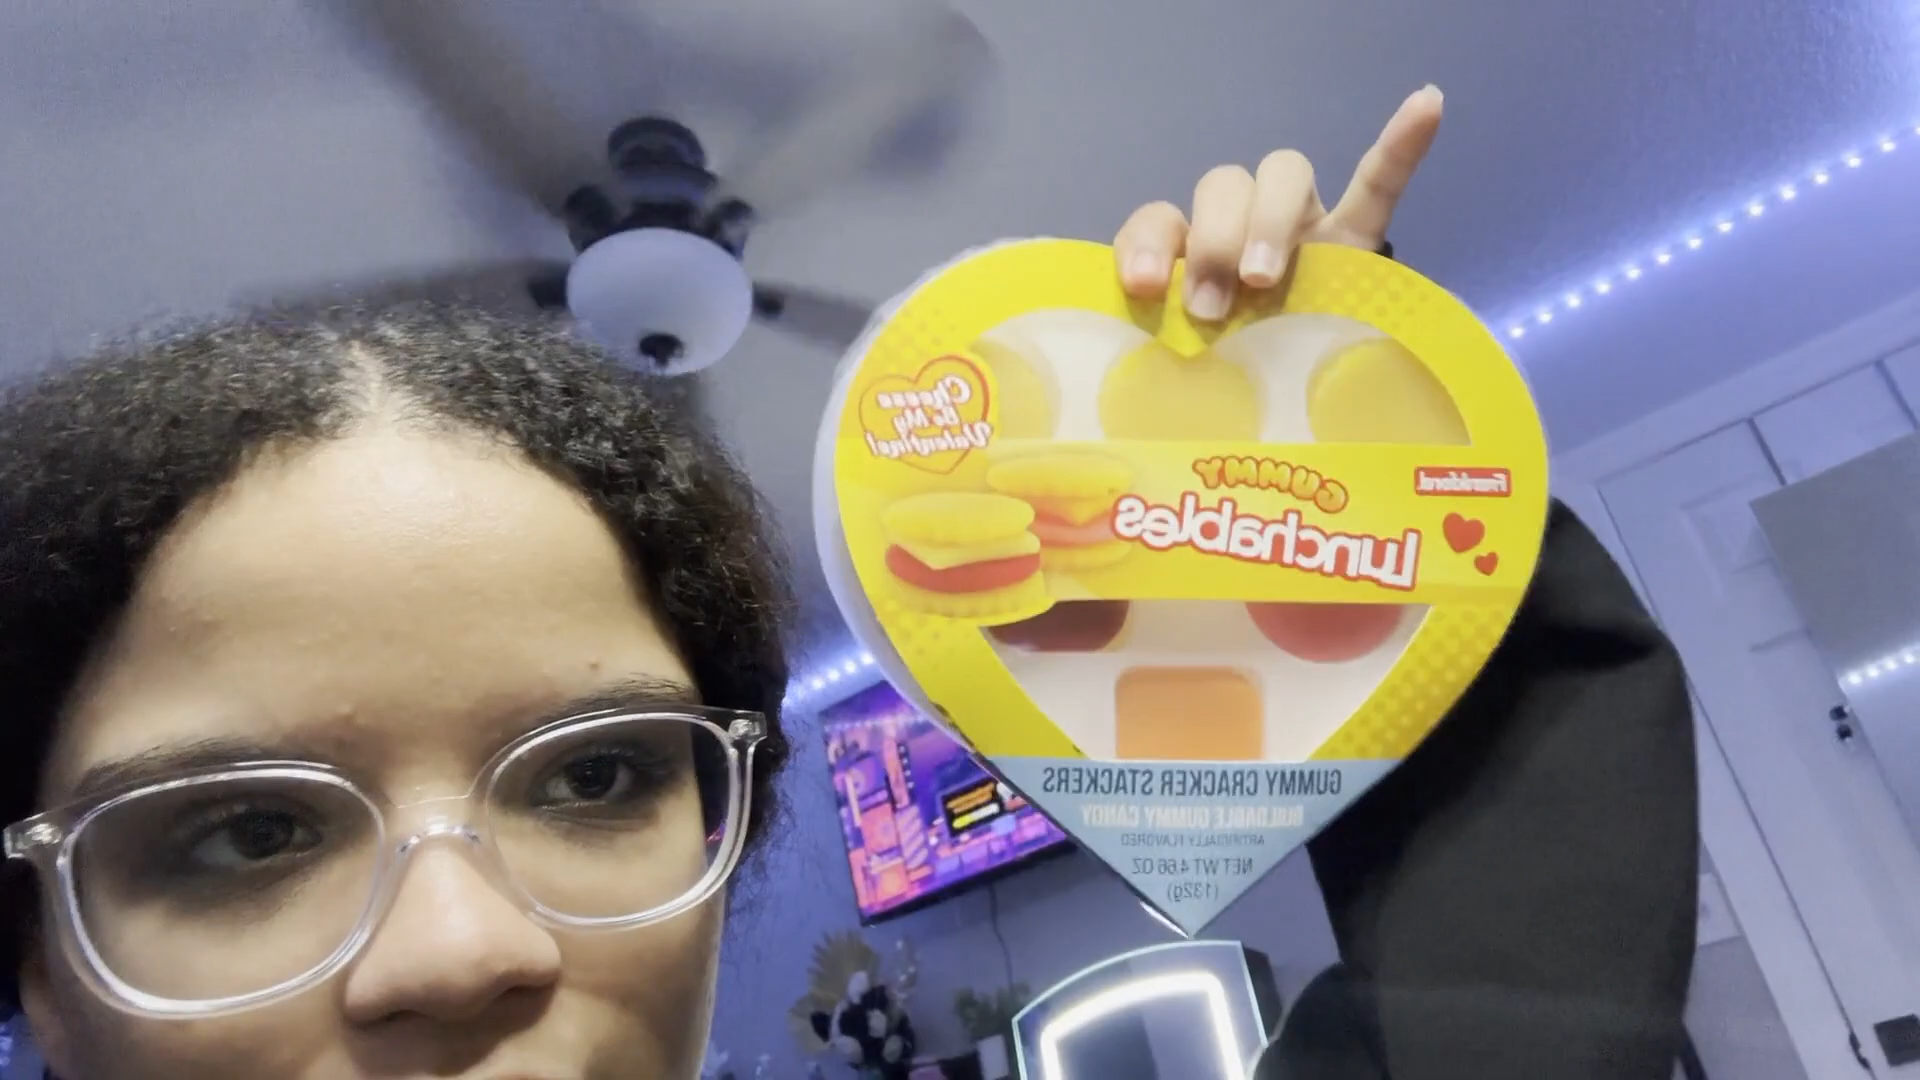 Cheese
Be My
Valentine!
GUMMY
Lunchables
Frankford.
GUMMY CRACKER STACKERS
BUILDABLE GUMMY CANDY
ARTIFICIALLY FLAVORED
NET WT 4.66 OZ
(132g)